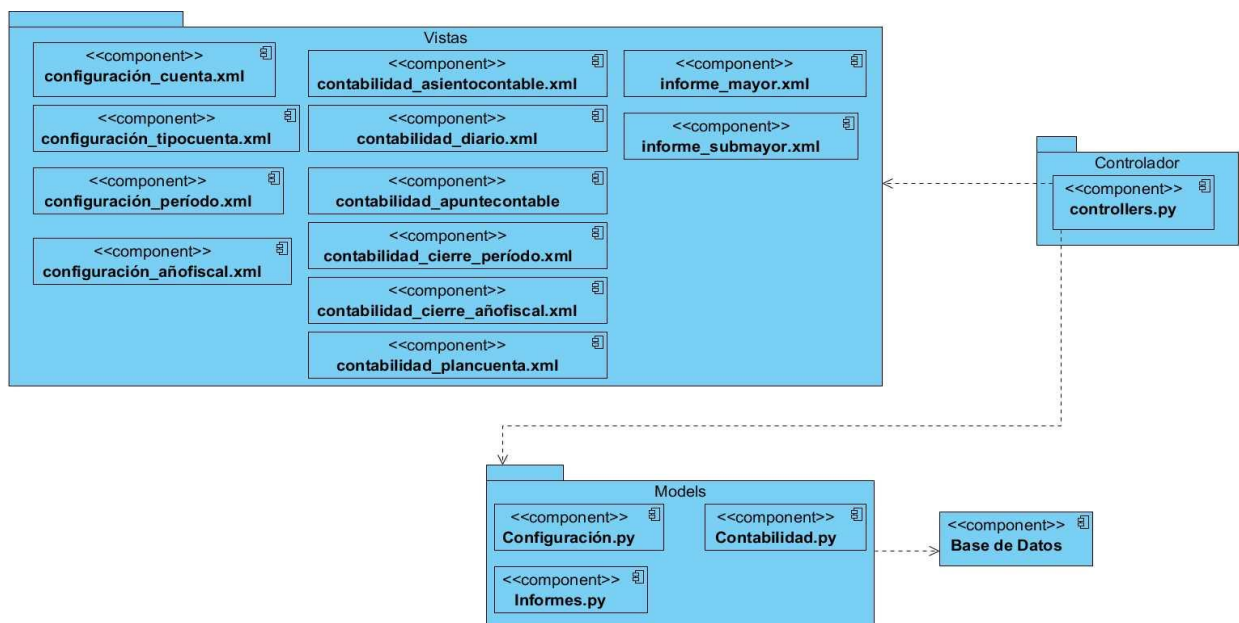 Vistas
<<component>>
configuración_cuenta.xml
<<component>>
configuración_tipocuenta.xml
<<component>>
configuración_período.xml
<<component>>
configuración_añofiscal.xml
<<component>>
contabilidad_asientocontable.xml
<<component>>
contabilidad_diario.xml
<<component>>
contabilidad_apuntecontable
<<component>>
contabilidad_cierre_período.xml
<<component>>
contabilidad_cierre_añofiscal.xml
<<component>>
contabilidad_plancuenta.xml
<<component>>
informe_mayor.xml
<<component>>
informe_submayor.xml
Controlador
<<component>>
controllers.py
Models
<<component>>
Configuración.py
<<component>>
Contabilidad.py
<<component>>
Informes.py
<<component>>
Base de Datos